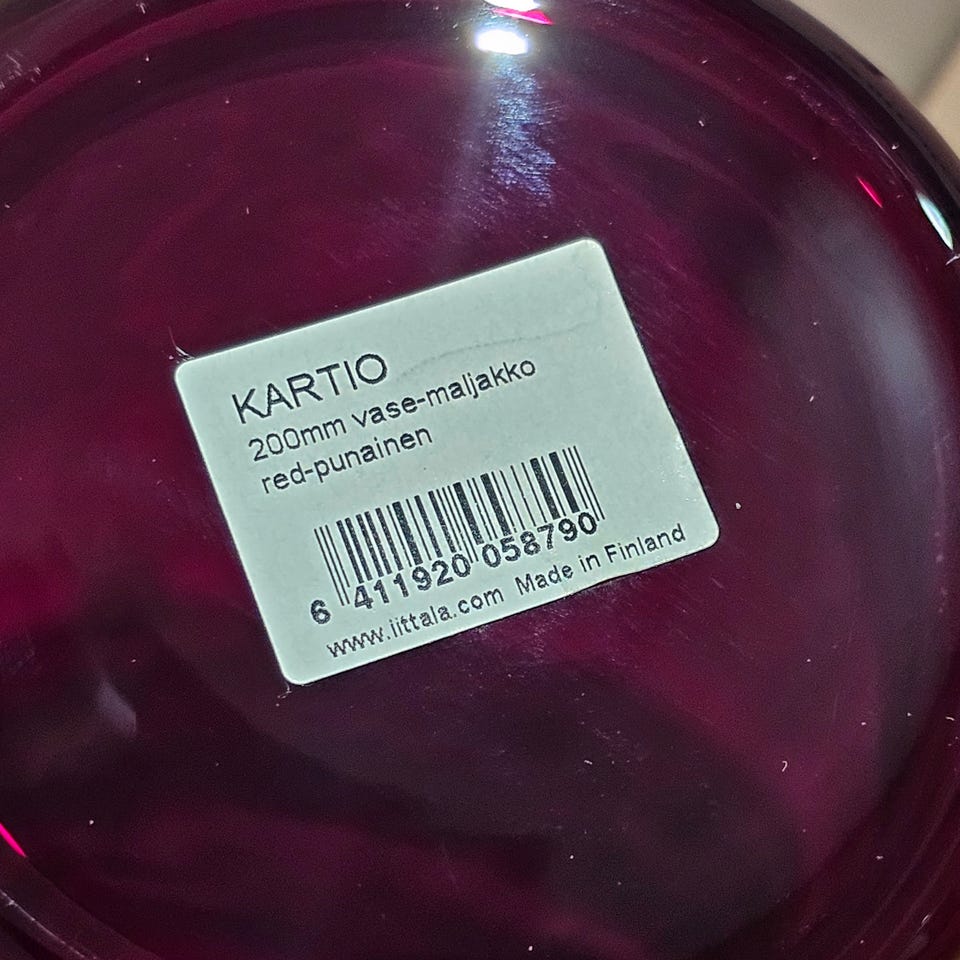 KARTIO
200mm vase-maljakko
red-punainen
6 411920 058790
www.iittala.com Made in Finland